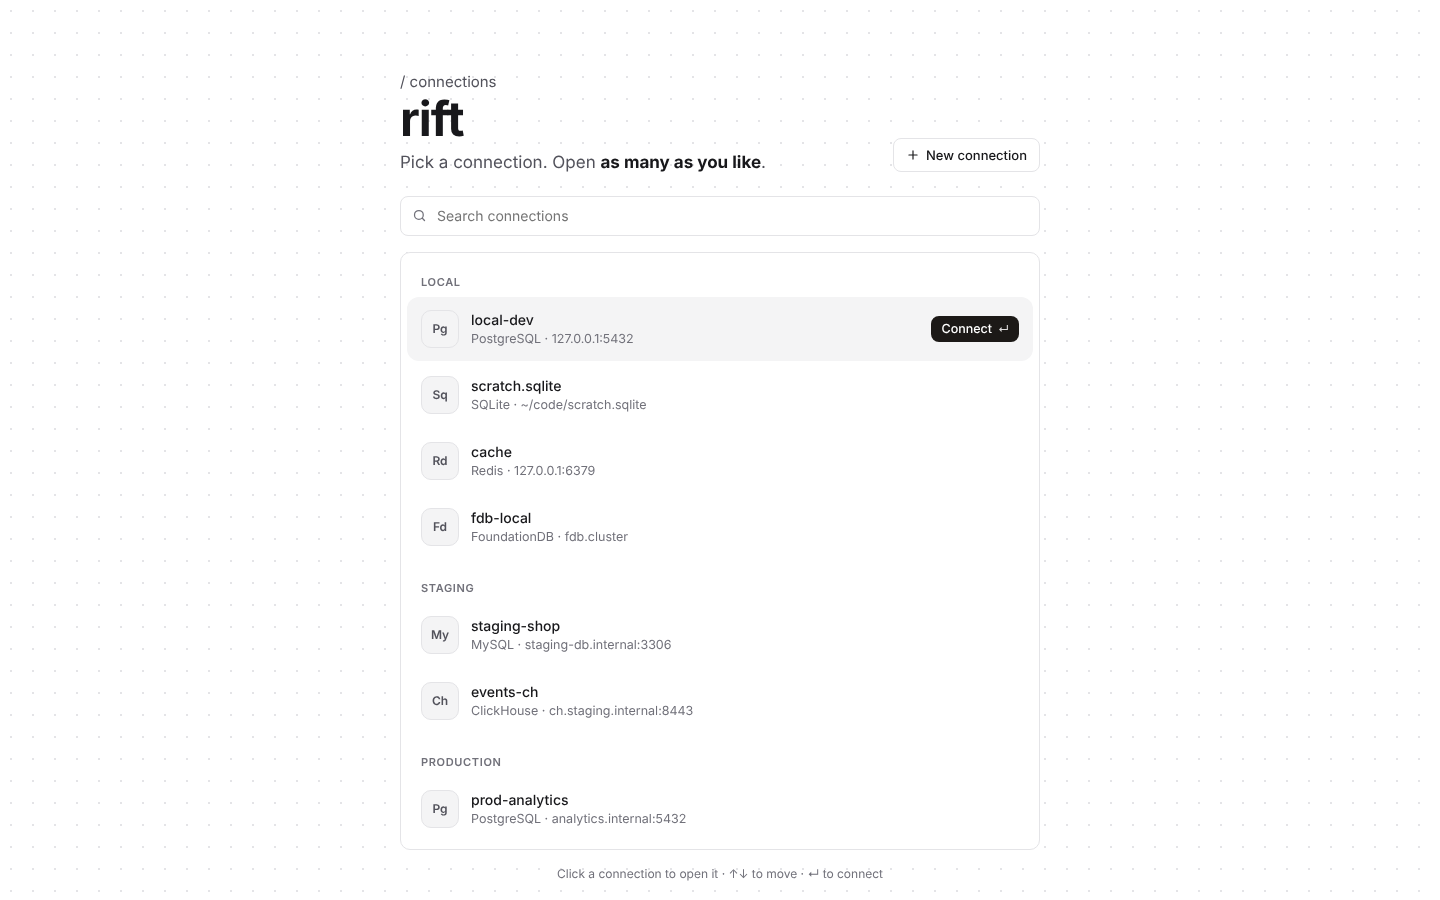 / connections
rift
Pick a connection. Open as many as you like.
+ New connection
Search connections
LOCAL
Pg
local-dev
PostgreSQL · 127.0.0.1:5432
Connect ↵
Sq
scratch.sqlite
SQLite · ~/code/scratch.sqlite
Rd
cache
Redis · 127.0.0.1:6379
Fd
fdb-local
FoundationDB · fdb.cluster
STAGING
My
staging-shop
MySQL · staging-db.internal:3306
Ch
events-ch
ClickHouse · ch.staging.internal:8443
PRODUCTION
Pg
prod-analytics
PostgreSQL · analytics.internal:5432
Click a connection to open it · ↑↓ to move · ↵ to connect